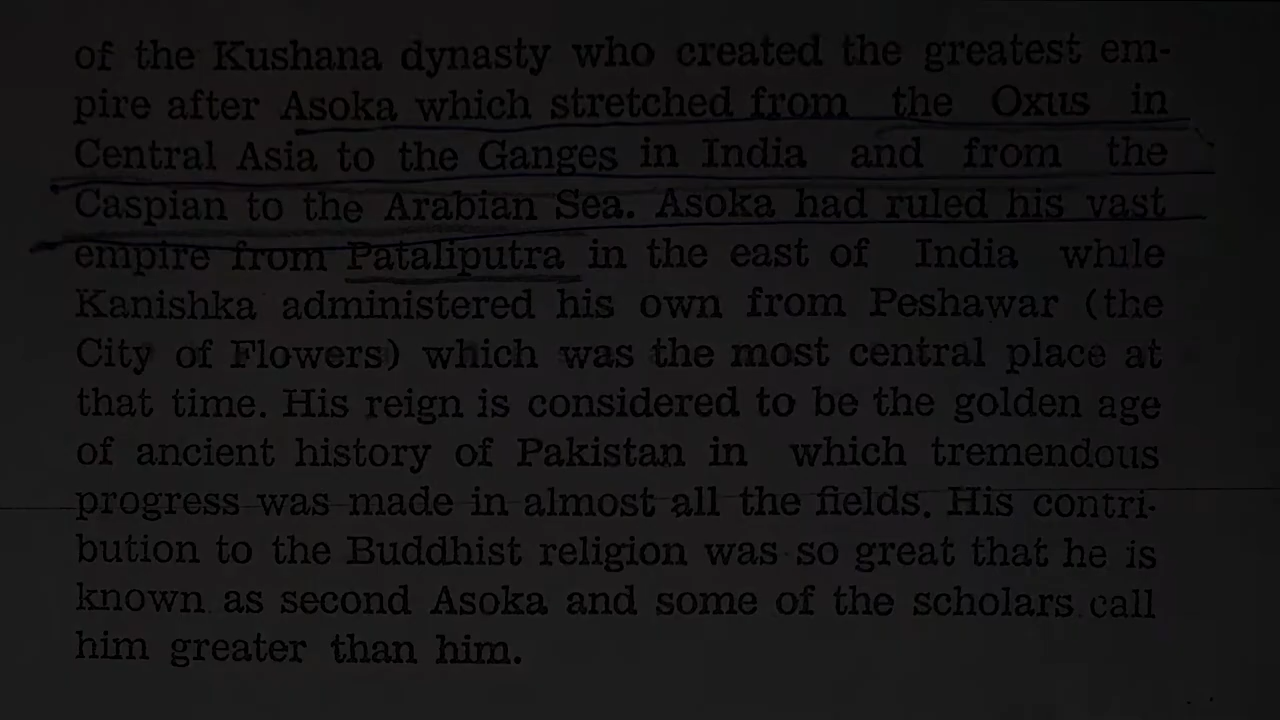 of the Kushana dynasty who created the greatest em-
pire after Asoka which stretched from the Oxus in
Central Asia to the Ganges in India and from the
Caspian to the Arabian Sea. Asoka had ruled his vast
empire from Pataliputra in the east of India while
Kanishka administered his own from Peshawar (the
City of Flowers) which was the most central place at
that time. His reign is considered to be the golden age
of ancient history of Pakistan in which tremendous
progress was made in almost all the fields. His contri-
bution to the Buddhist religion was so great that he is
known as second Asoka and some of the scholars call
him greater than him.